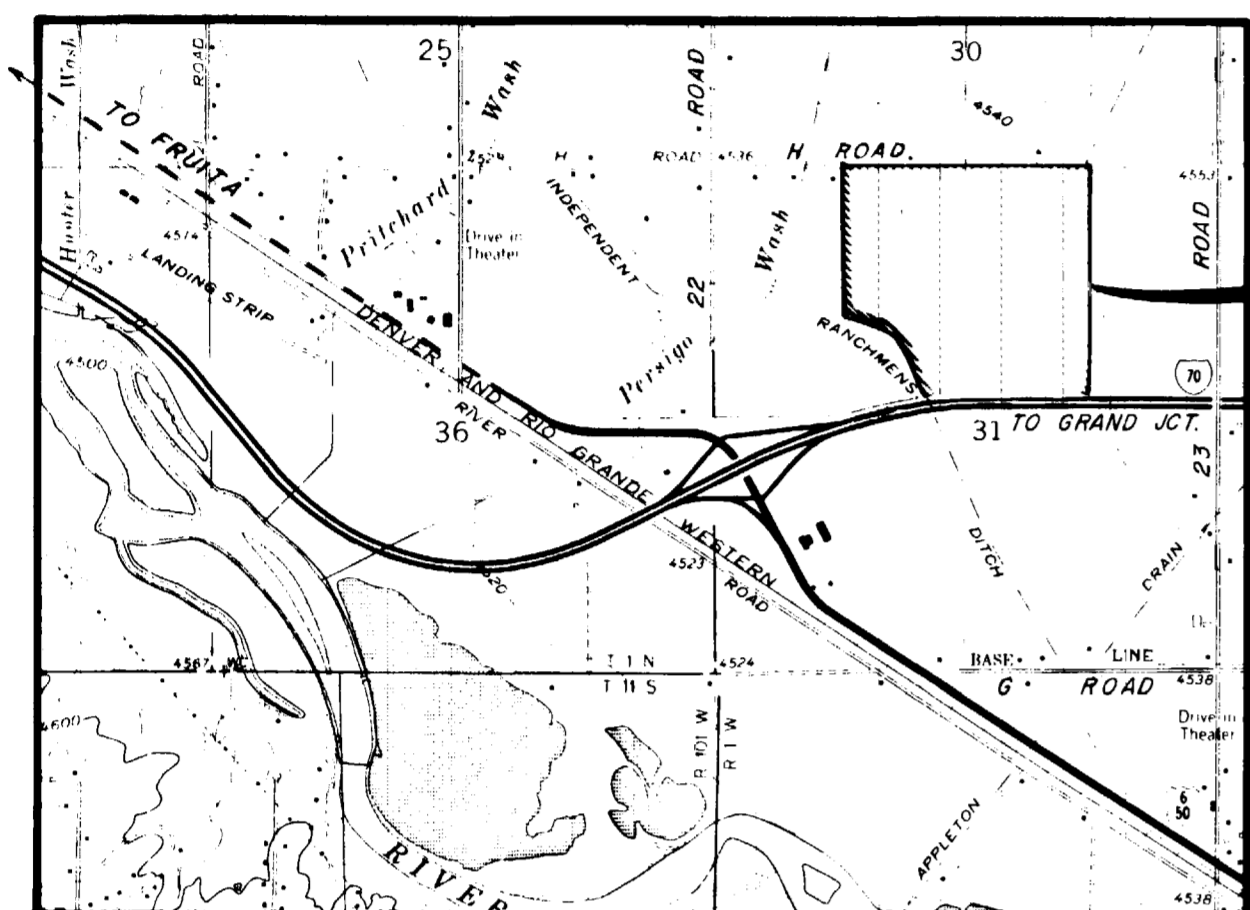 25
30
Wash
ROAD
Wash
ROAD
4540
TO FRUITA
H
ROAD
4536
H ROAD.
4553
Pritchard
INDEPENDENT
Wash
ROAD
Hunter
4514
Drive in
Theater
LANDING STRIP
22
RANCHMENS
4500
DENVER AND RIO GRANDE WESTERN
Persigo
70
36
RIVER
ROAD
31
TO GRAND JCT.
23
4523
DITCH
DRAIN
T 1 N
4524
BASE
LINE
T 11 S
G ROAD
4538
4600
R 101 W
R 1 W
Drive in
Theater
6
50
APPLETON
RIVER
4538